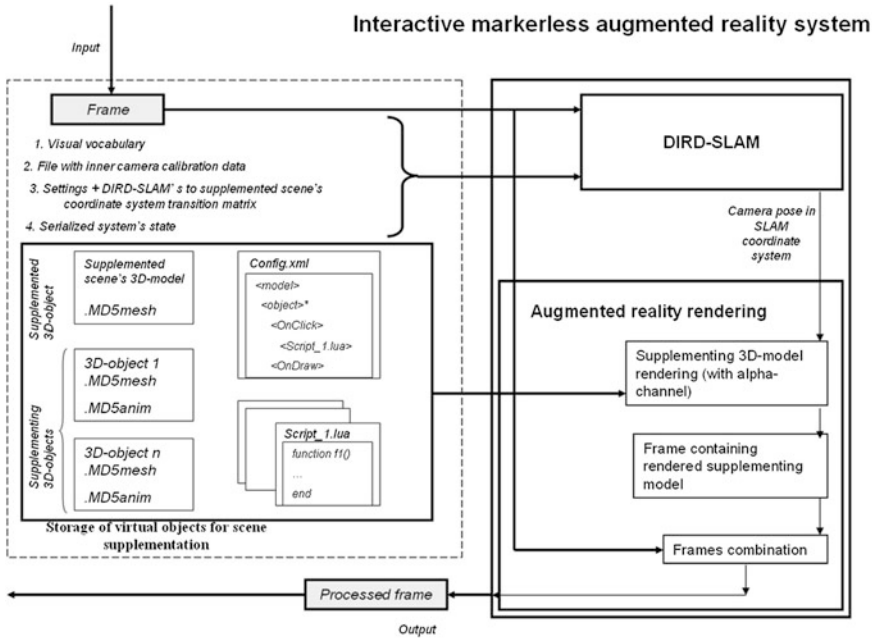 Interactive markerless augmented reality system
Input
Frame
1. Visual vocabulary
2. File with inner camera calibration data
3. Settings + DIRD-SLAM`s to supplemented scene's
coordinate system transition matrix
4. Serialized system's state
DIRD-SLAM
Camera pose in
SLAM
coordinate
system
Supplemented
3D-object
Supplemented
scene's 3D-model
.MD5mesh
Config.xml
<model>
<object>*
<OnClick>
<Script_1.lua>
<OnDraw>
Supplementing
3D-objects
3D-object 1
.MD5mesh
.MD5anim
3D-object n
.MD5mesh
.MD5anim
Script_1.lua
function f1()
...
end
Storage of virtual objects for scene
supplementation
Augmented reality rendering
Supplementing 3D-model
rendering (with alpha-
channel)
Frame containing
rendered supplementing
model
Frames combination
Processed frame
Output